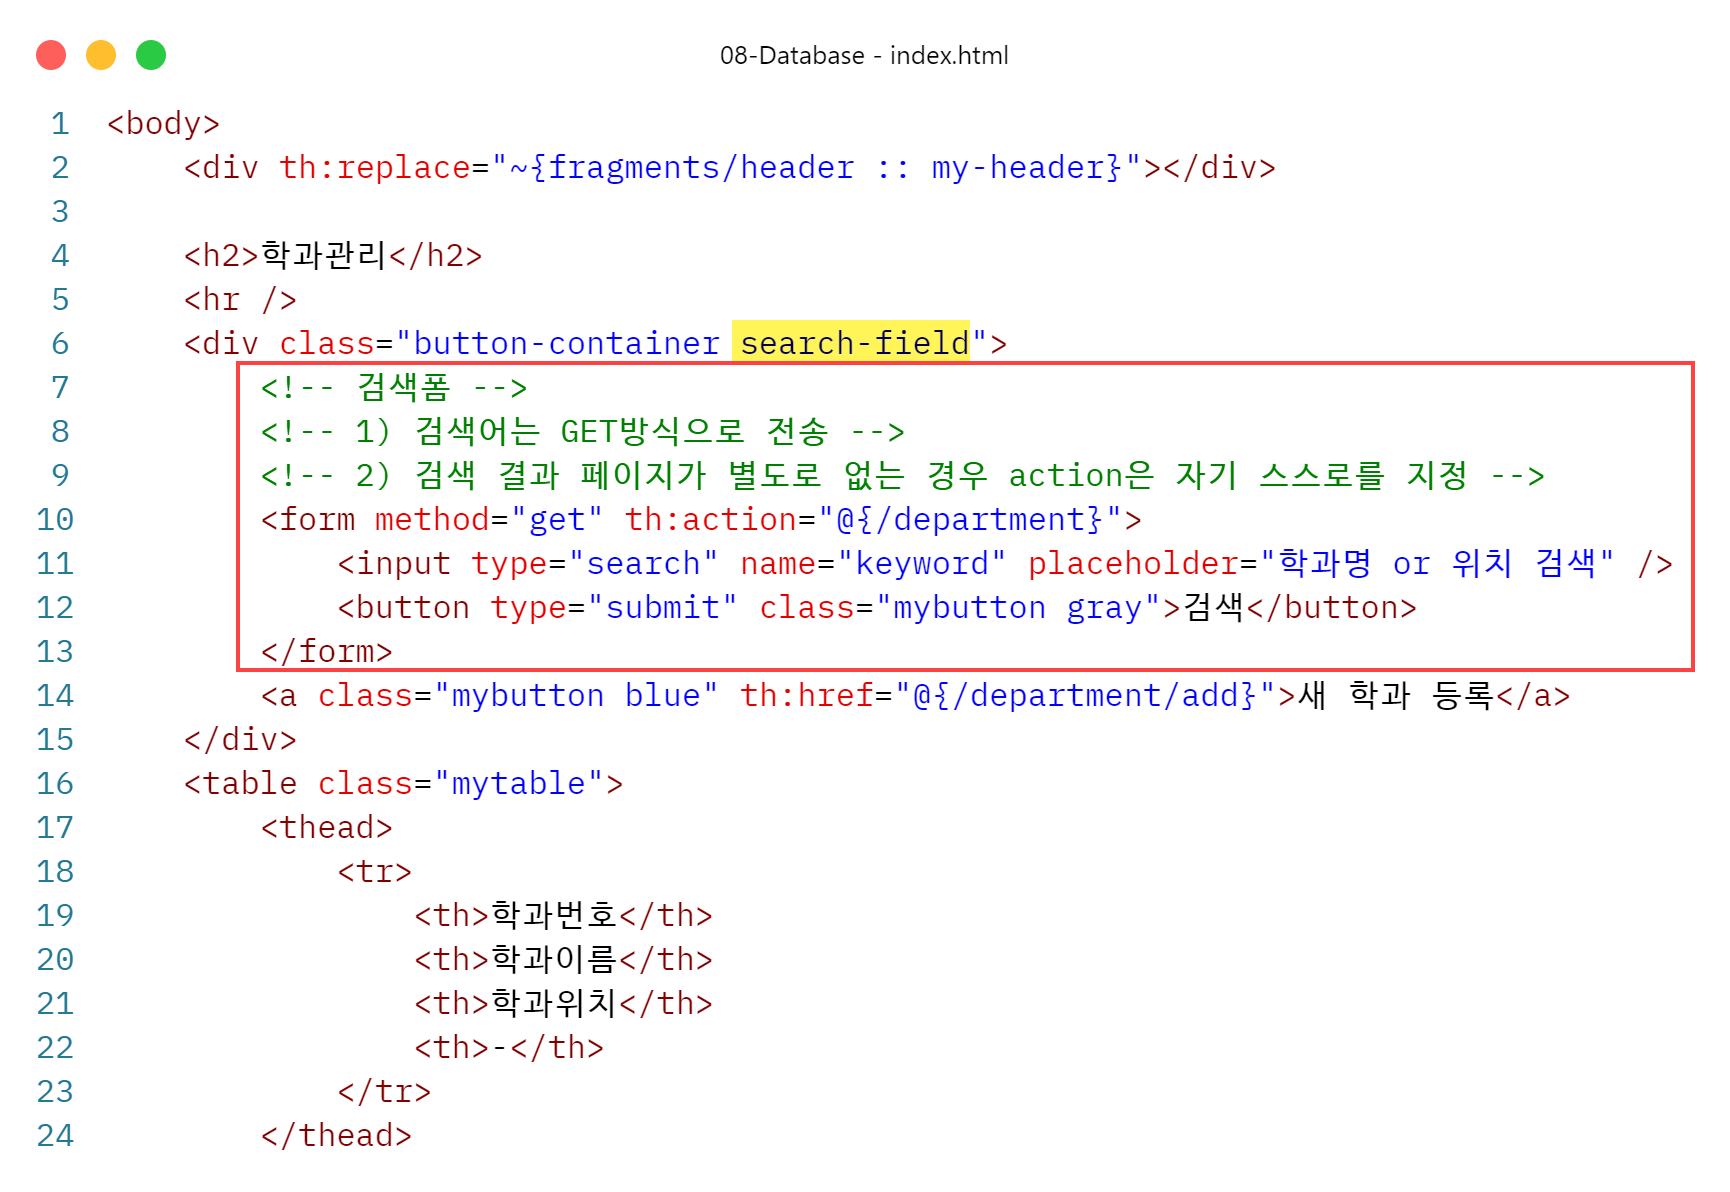 08-Database - index.html
1 <body>
2     <div th:replace="~{fragments/header :: my-header}"></div>
3
4     <h2>학과관리</h2>
5     <hr />
6     <div class="button-container search-field">
7         <!-- 검색폼 -->
8         <!-- 1) 검색어는 GET방식으로 전송 -->
9         <!-- 2) 검색 결과 페이지가 별도로 없는 경우 action은 자기 스스로를 지정 -->
10         <form method="get" th:action="@{/department}">
11             <input type="search" name="keyword" placeholder="학과명 or 위치 검색" />
12             <button type="submit" class="mybutton gray">검색</button>
13         </form>
14         <a class="mybutton blue" th:href="@{/department/add}">새 학과 등록</a>
15     </div>
16     <table class="mytable">
17         <thead>
18             <tr>
19                 <th>학과번호</th>
20                 <th>학과이름</th>
21                 <th>학과위치</th>
22                 <th>-</th>
23             </tr>
24         </thead>